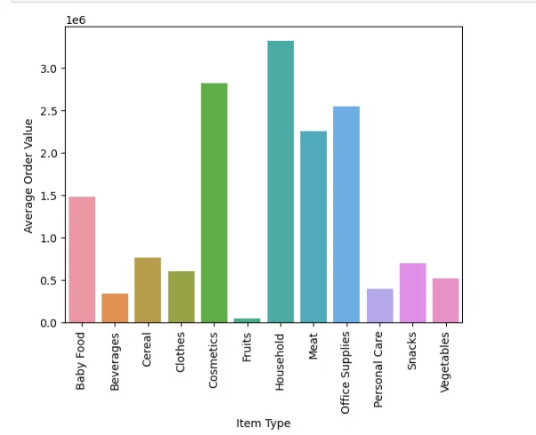 1e6
3.0
2.5
2.0
1.5
1.0
0.5
0.0
Average Order Value
Baby Food
Beverages
Cereal
Clothes
Cosmetics
Fruits
Household
Meat
Office Supplies
Personal Care
Snacks
Vegetables
Item Type